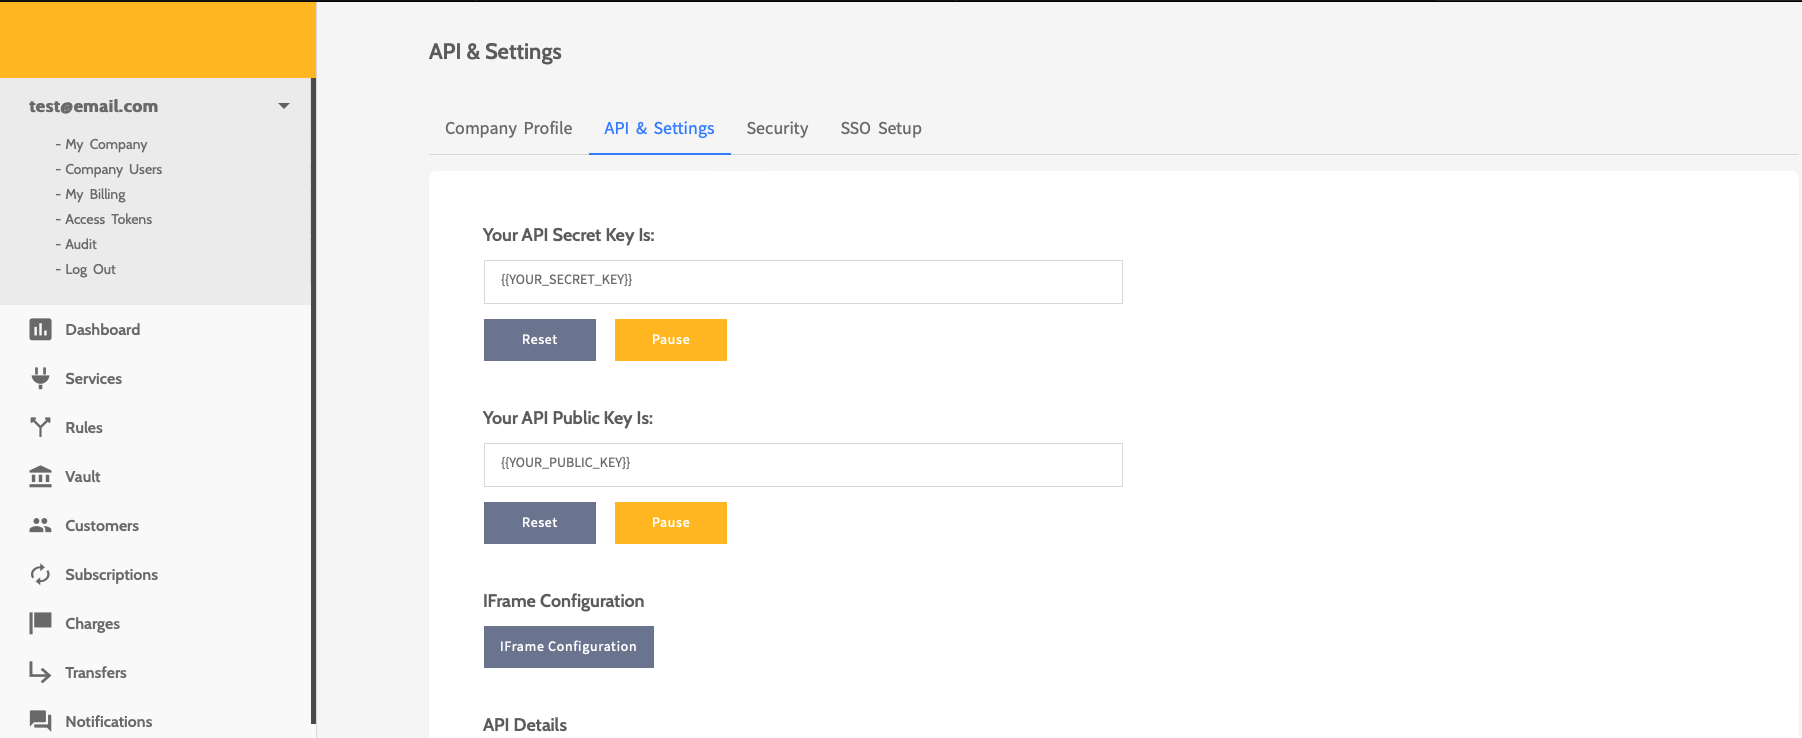 test@email.com
- My Company
- Company Users
- My Billing
- Access Tokens
- Audit
- Log Out
Dashboard
Services
Rules
Vault
Customers
Subscriptions
Charges
Transfers
Notifications
API & Settings
Company Profile API & Settings Security SSO Setup
Your API Secret Key Is:
{{YOUR_SECRET_KEY}}
Reset Pause
Your API Public Key Is:
{{YOUR_PUBLIC_KEY}}
Reset Pause
IFrame Configuration
IFrame Configuration
API Details